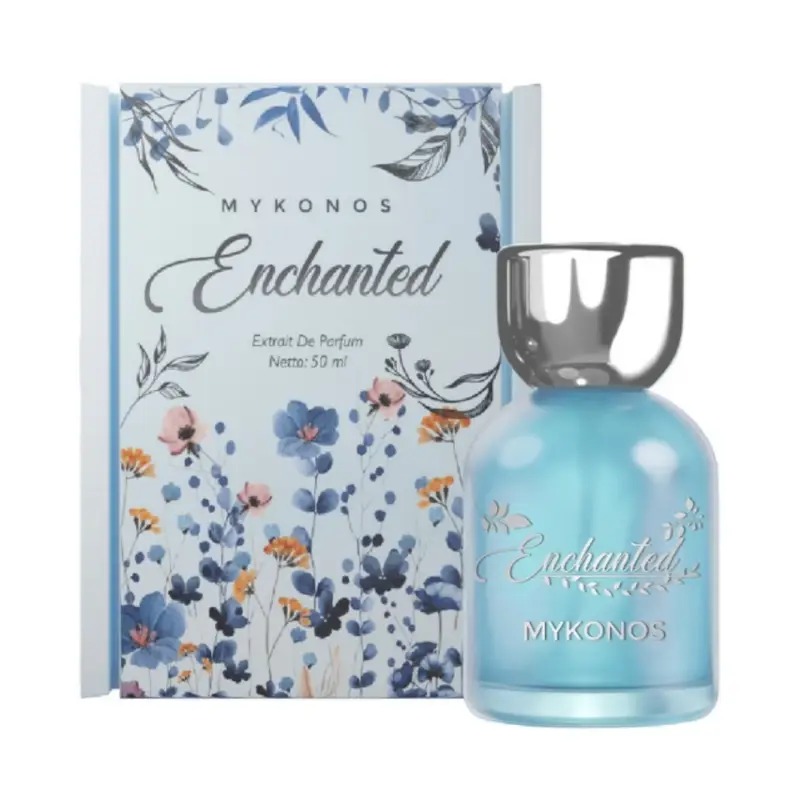 MYKONOS
Enchanted
Extrait De Parfum
Netto: 50 ml
Enchanted
MYKONOS